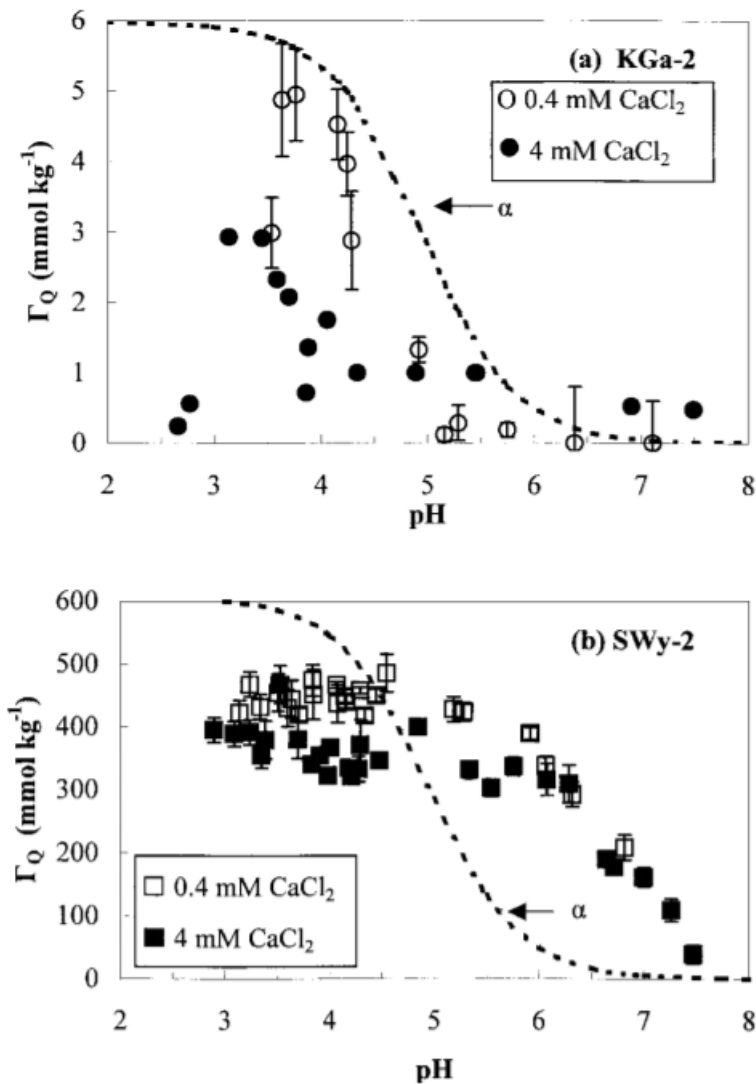 6
(a) KGa-2
5
○ 0.4 mM CaCl₂
4
● 4 mM CaCl₂
α
3
2
1
0
Γ_Q (mmol kg⁻¹)
2 3 4 5 6 7 8
pH
600
(b) SWy-2
500
400
300
200
□ 0.4 mM CaCl₂
100
■ 4 mM CaCl₂
α
0
Γ_Q (mmol kg⁻¹)
2 3 4 5 6 7 8
pH